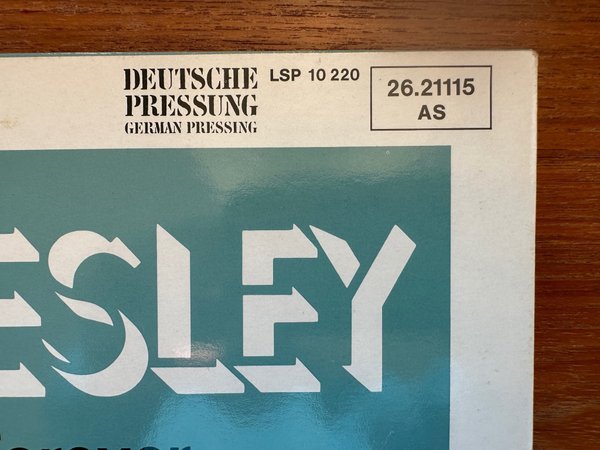 DEUTSCHE
PRESSUNG
GERMAN PRESSING
LSP 10 220
26.21115
AS
ESLEY